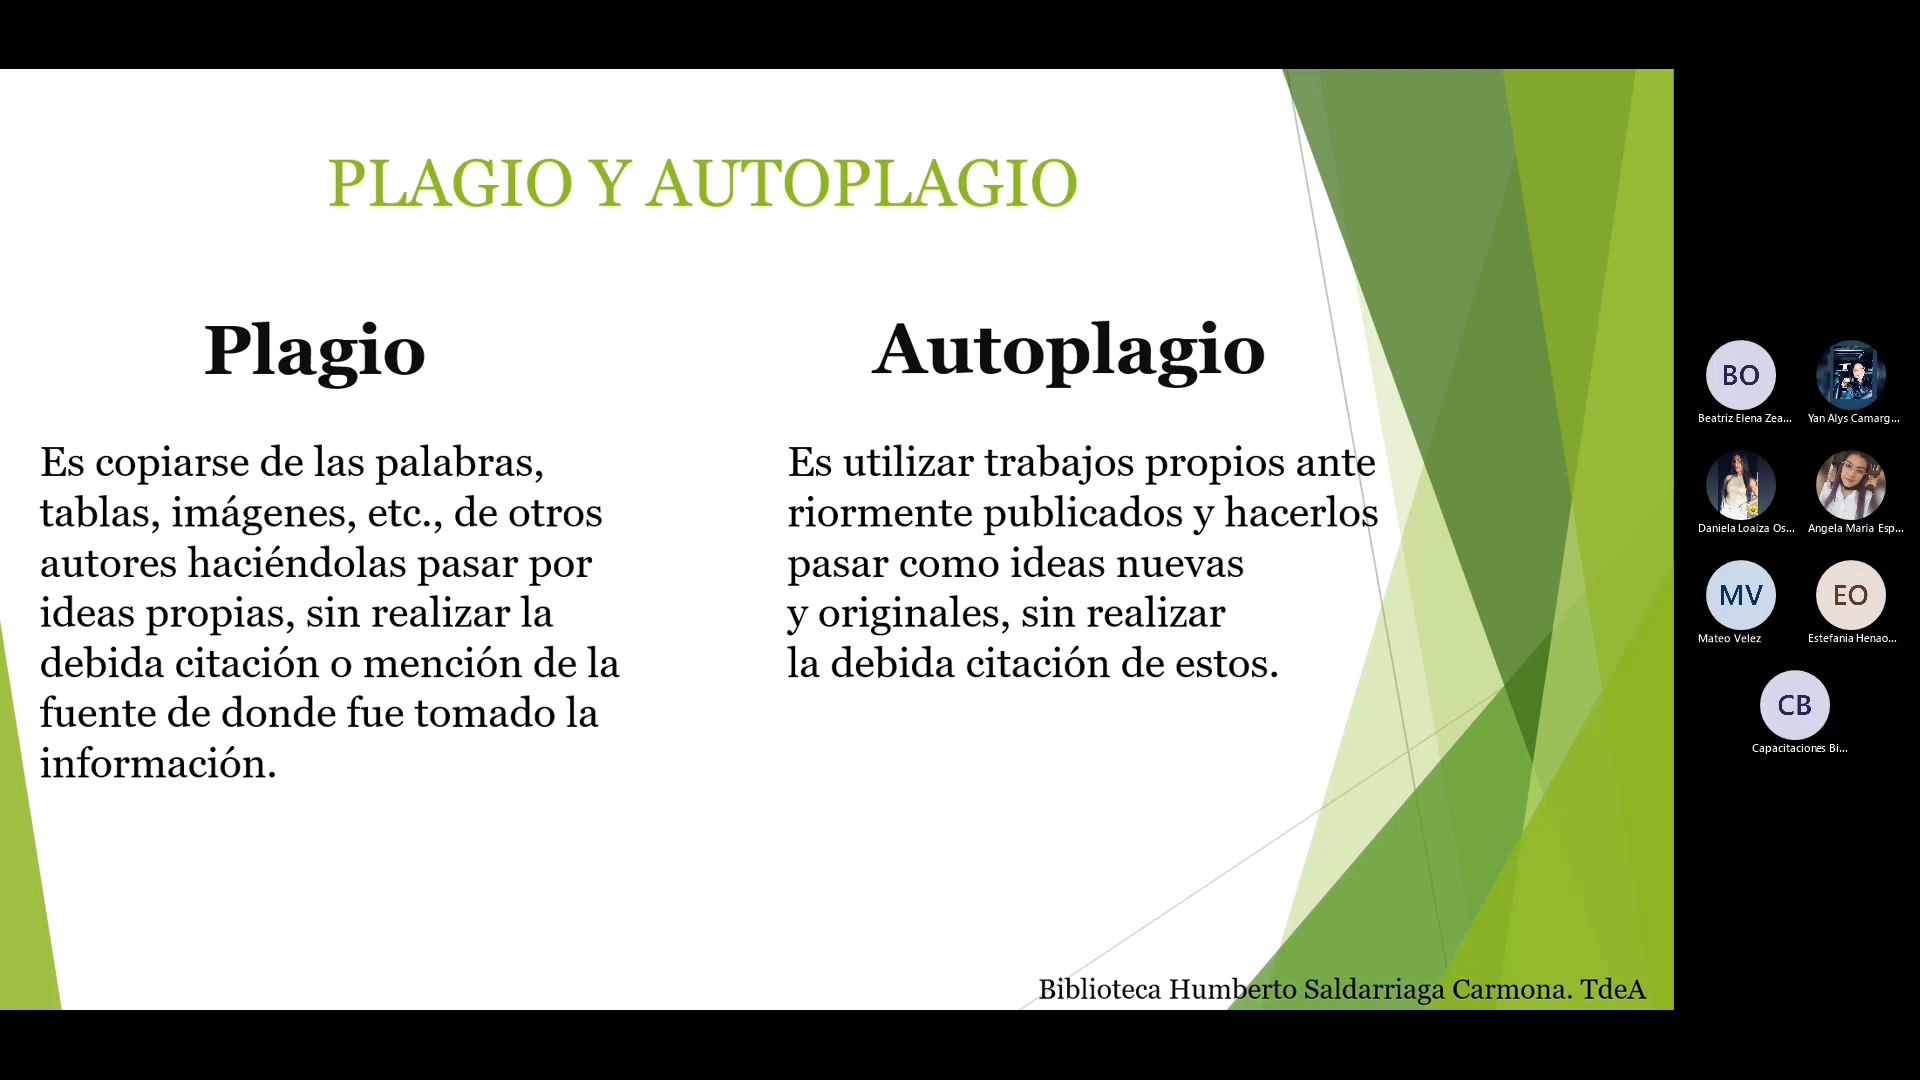 PLAGIO Y AUTOPLAGIO
Plagio
Es copiarse de las palabras,
tablas, imágenes, etc., de otros
autores haciéndolas pasar por
ideas propias, sin realizar la
debida citación o mención de la
fuente de donde fue tomado la
información.
Autoplagio
Es utilizar trabajos propios ante
riormente publicados y hacerlos
pasar como ideas nuevas
y originales, sin realizar
la debida citación de estos.
Biblioteca Humberto Saldarriaga Carmona. TdeA
BO
Beatriz Elena Zea...
Yan Alys Camarg...
Daniela Loaiza Os...
Angela Maria Esp...
MV
Mateo Velez
EO
Estefania Henao...
CB
Capacitaciones Bi...